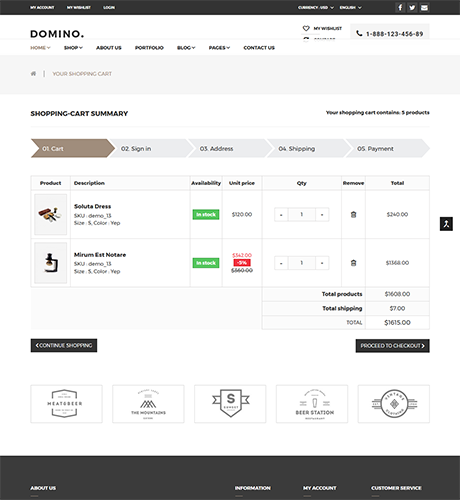 MY ACCOUNT MY WISHLIST LOGIN CURRENCY : USD ENGLISH
DOMINO.
MY WISHLIST
1-888-123-456-89
HOME SHOP ABOUT US PORTFOLIO BLOG PAGES CONTACT US
YOUR SHOPPING CART
SHOPPING-CART SUMMARY Your shopping cart contains: 5 products
01. Cart 02. Sign in 03. Address 04. Shipping 05. Payment
Product Description Availability Unit price Qty Remove Total
Soluta Dress
SKU : demo_13
Size : S, Color : Yep
In stock $120.00 - 1 + $240.00
Mirum Est Notare
SKU : demo_13
Size : S, Color : Yep
In stock
$342.00
-5%
$360.00
- 1 + $1368.00
Total products $1608.00
Total shipping $7.00
TOTAL $1615.00
CONTINUE SHOPPING PROCEED TO CHECKOUT
MEAT&BEER
THE MOUNTAINS
S
SUNSET
BEER STATION
RESTAURANT
VINTAGE
ABOUT US INFORMATION MY ACCOUNT CUSTOMER SERVICE